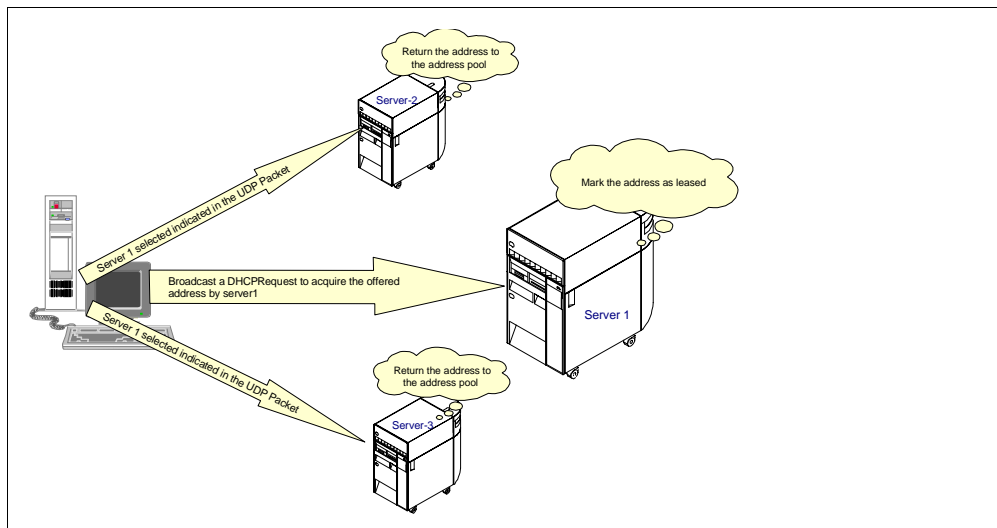 Return the address to
the address pool
Server-2
Mark the address as leased
Server 1 selected indicated in the UDP Packet
Broadcast a DHCPRequest to acquire the offered
address by server1
Server 1
Server 1 selected indicated in the UDP Packet
Return the address to
the address pool
Server-3